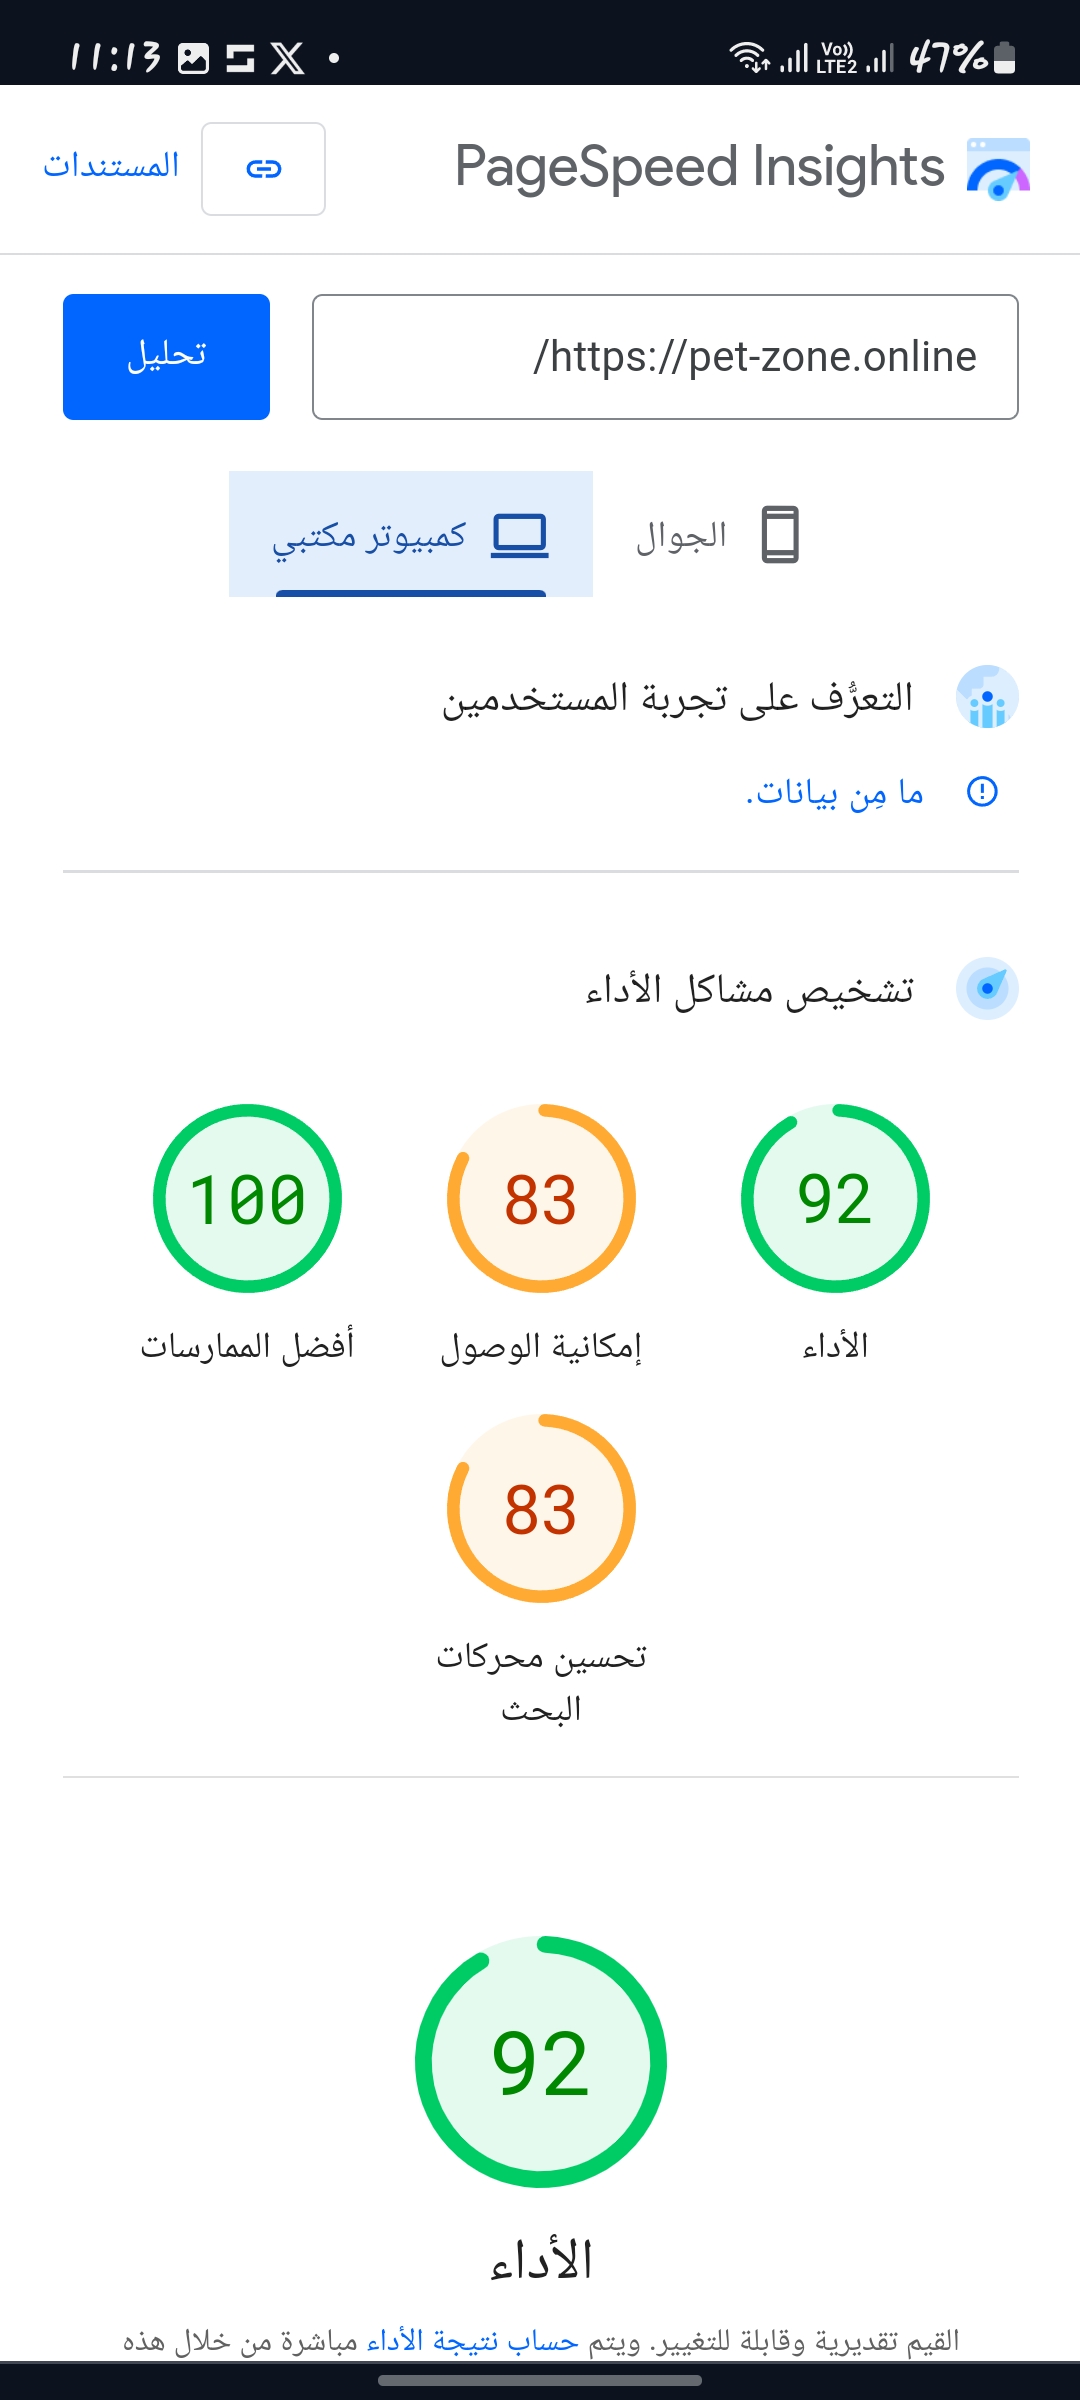 11:13
Vo)) LTE2 47%
PageSpeed Insights
المستندات
https://pet-zone.online/
تحليل
الجوال
كمبيوتر مكتبي
التعرُّف على تجربة المستخدمين
ما مِن بيانات.
تشخيص مشاكل الأداء
92 83 100
الأداء إمكانية الوصول أفضل الممارسات
83
تحسين محركات
البحث
92
الأداء
القيم تقديرية وقابلة للتغيير. ويتم حساب نتيجة الأداء مباشرة من خلال هذه